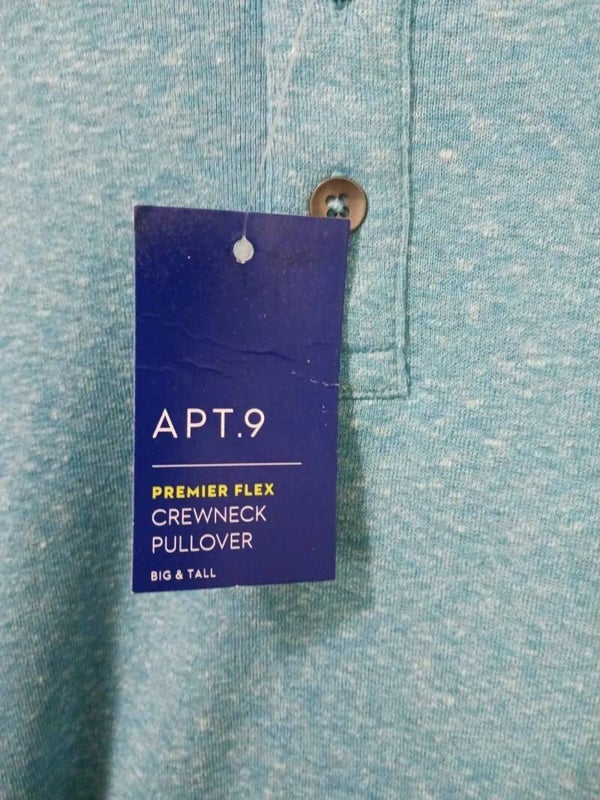 APT.9
PREMIER FLEX
CREWNECK
PULLOVER
BIG & TALL